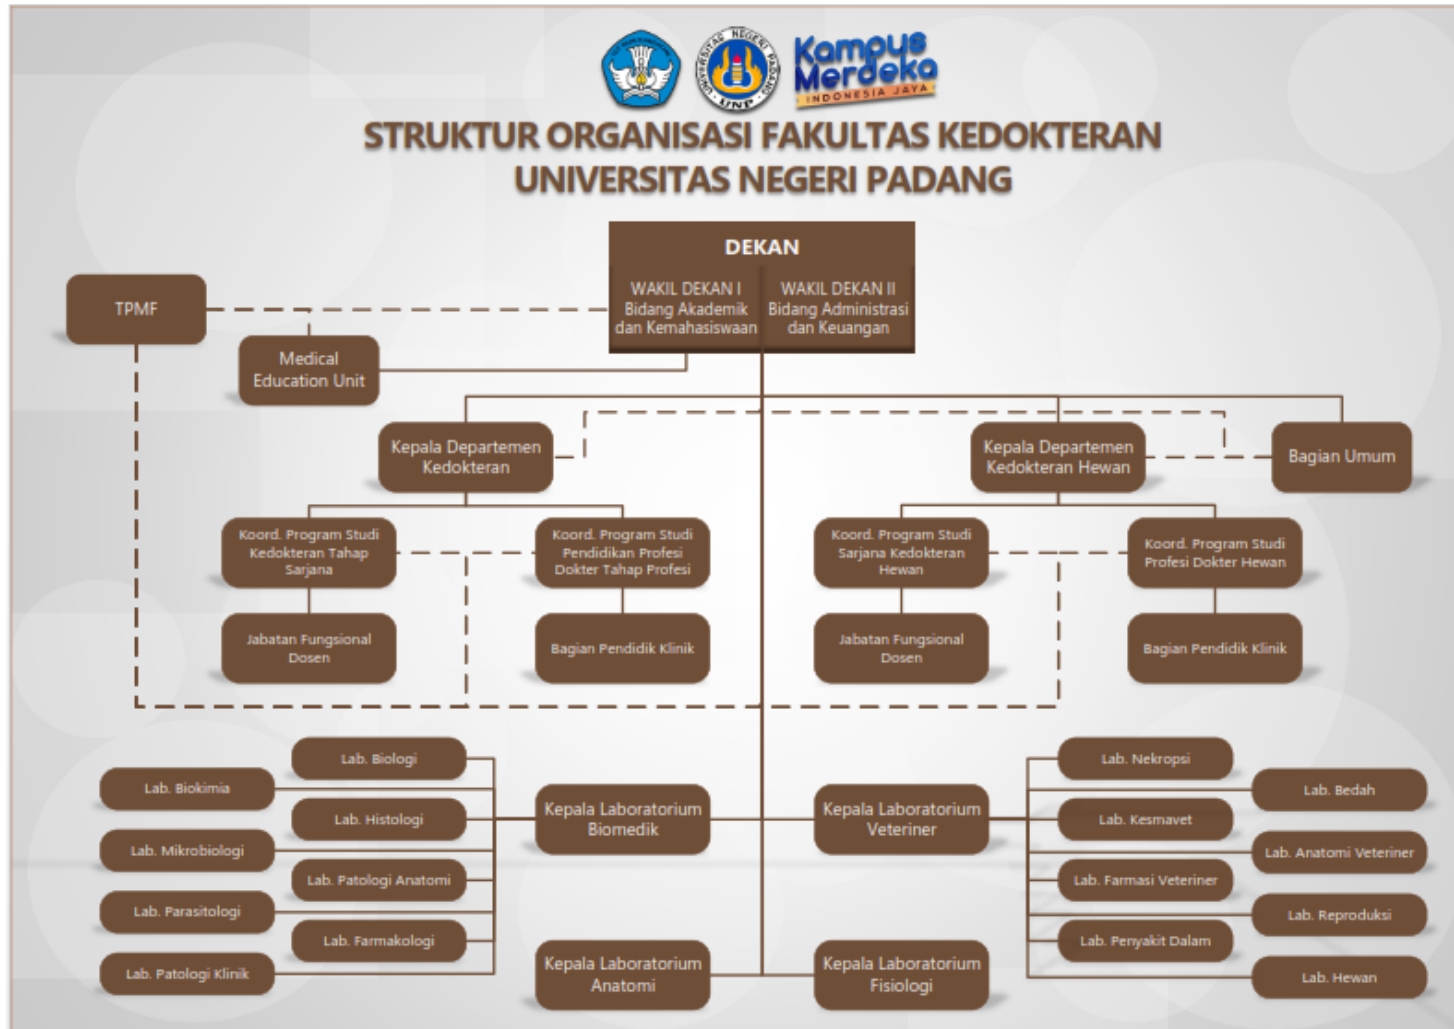 Kampus
Merdeka
INDONESIA JAYA
UNIVERSITAS NEGERI PADANG
UNP
STRUKTUR ORGANISASI FAKULTAS KEDOKTERAN
UNIVERSITAS NEGERI PADANG
DEKAN
WAKIL DEKAN I
Bidang Akademik
dan Kemahasiswaan
WAKIL DEKAN II
Bidang Administrasi
dan Keuangan
TPMF
Medical
Education Unit
Kepala Departemen
Kedokteran
Kepala Departemen
Kedokteran Hewan
Bagian Umum
Koord. Program Studi
Kedokteran Tahap
Sarjana
Koord. Program Studi
Pendidikan Profesi
Dokter Tahap Profesi
Koord. Program Studi
Sarjana Kedokteran
Hewan
Koord. Program Studi
Profesi Dokter Hewan
Jabatan Fungsional
Dosen
Bagian Pendidik Klinik
Jabatan Fungsional
Dosen
Bagian Pendidik Klinik
Lab. Biologi
Lab. Biokimia
Lab. Histologi
Lab. Mikrobiologi
Lab. Patologi Anatomi
Lab. Parasitologi
Lab. Farmakologi
Lab. Patologi Klinik
Kepala Laboratorium
Biomedik
Kepala Laboratorium
Veteriner
Kepala Laboratorium
Anatomi
Kepala Laboratorium
Fisiologi
Lab. Nekropsi
Lab. Bedah
Lab. Kesmavet
Lab. Anatomi Veteriner
Lab. Farmasi Veteriner
Lab. Reproduksi
Lab. Penyakit Dalam
Lab. Hewan